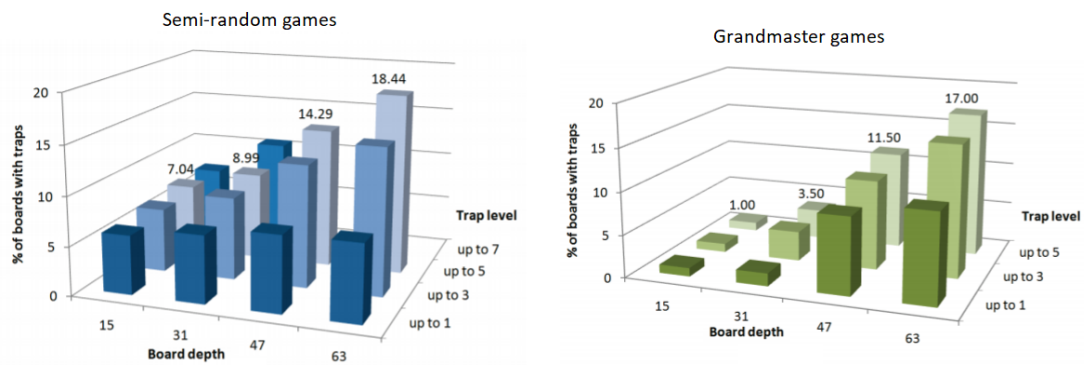 Semi-random games
20
15
10
5
0
% of boards with traps
7.04
8.99
14.29
18.44
Trap level
up to 7
up to 5
up to 3
up to 1
15
31
47
63
Board depth
Grandmaster games
20
15
10
5
0
% of boards with traps
1.00
3.50
11.50
17.00
Trap level
up to 5
up to 3
up to 1
15
31
47
63
Board depth